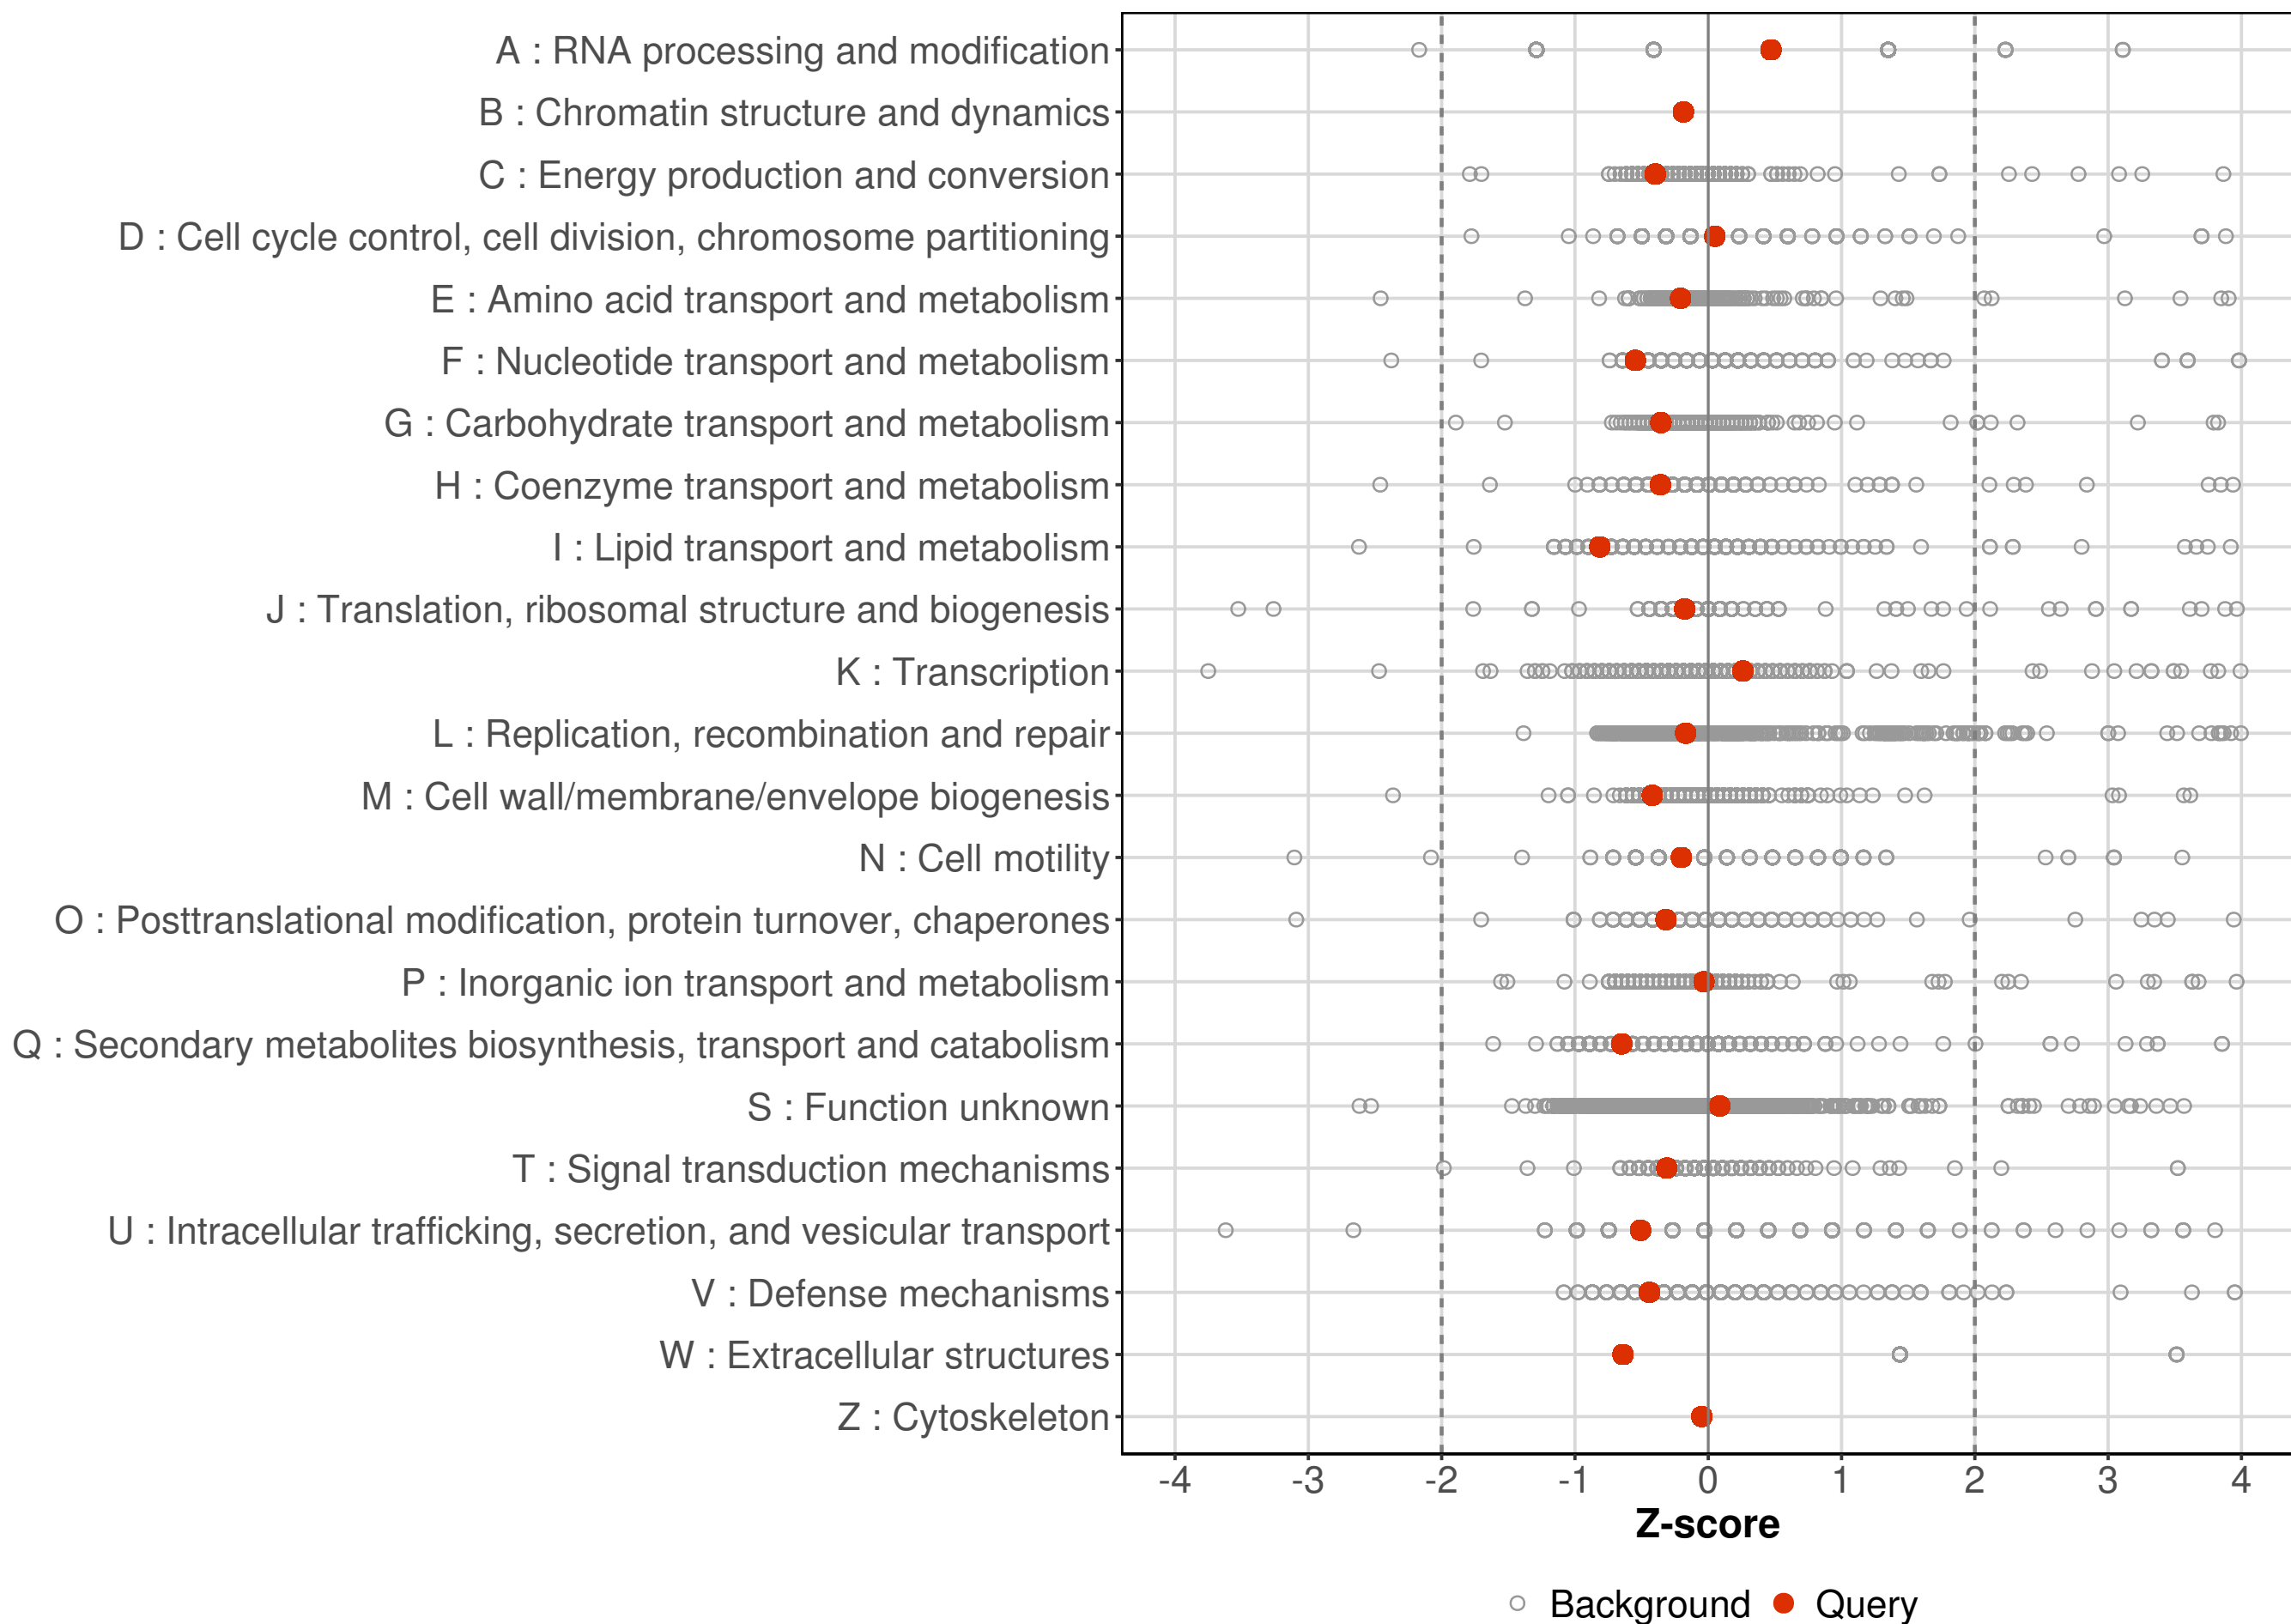 A : RNA processing and modification
B : Chromatin structure and dynamics
C : Energy production and conversion
D : Cell cycle control, cell division, chromosome partitioning
E : Amino acid transport and metabolism
F : Nucleotide transport and metabolism
G : Carbohydrate transport and metabolism
H : Coenzyme transport and metabolism
I : Lipid transport and metabolism
J : Translation, ribosomal structure and biogenesis
K : Transcription
L : Replication, recombination and repair
M : Cell wall/membrane/envelope biogenesis
N : Cell motility
O : Posttranslational modification, protein turnover, chaperones
P : Inorganic ion transport and metabolism
Q : Secondary metabolites biosynthesis, transport and catabolism
S : Function unknown
T : Signal transduction mechanisms
U : Intracellular trafficking, secretion, and vesicular transport
V : Defense mechanisms
W : Extracellular structures
Z : Cytoskeleton
-4 -3 -2 -1 0 1 2 3 4
Z-score
Background Query